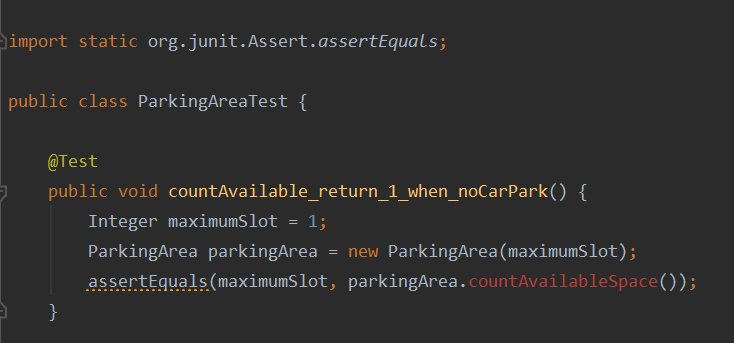 import static org.junit.Assert.assertEquals;
public class ParkingAreaTest {
@Test
public void countAvailable_return_1_when_noCarPark() {
Integer maximumSlot = 1;
ParkingArea parkingArea = new ParkingArea(maximumSlot);
assertEquals(maximumSlot, parkingArea.countAvailableSpace());
}